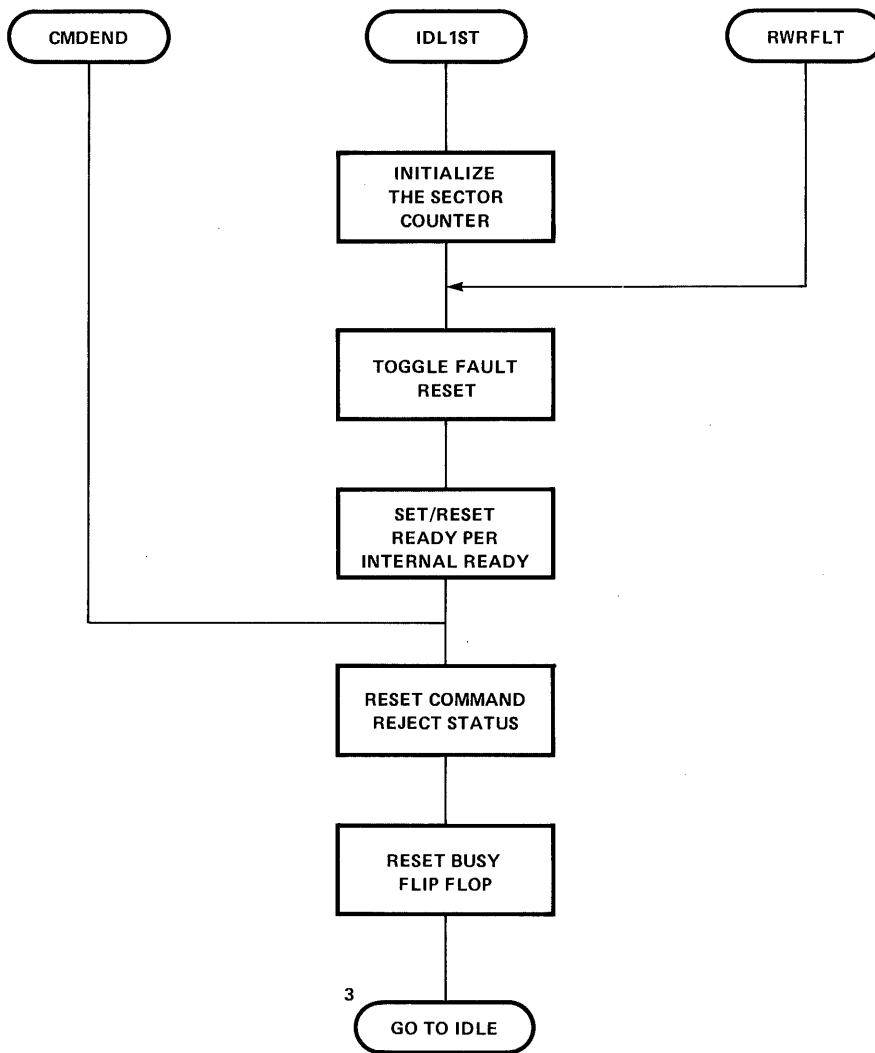 CMDEND
IDL1ST
RWRFLT
INITIALIZE
THE SECTOR
COUNTER
TOGGLE FAULT
RESET
SET/RESET
READY PER
INTERNAL READY
RESET COMMAND
REJECT STATUS
RESET BUSY
FLIP FLOP
3
GO TO IDLE